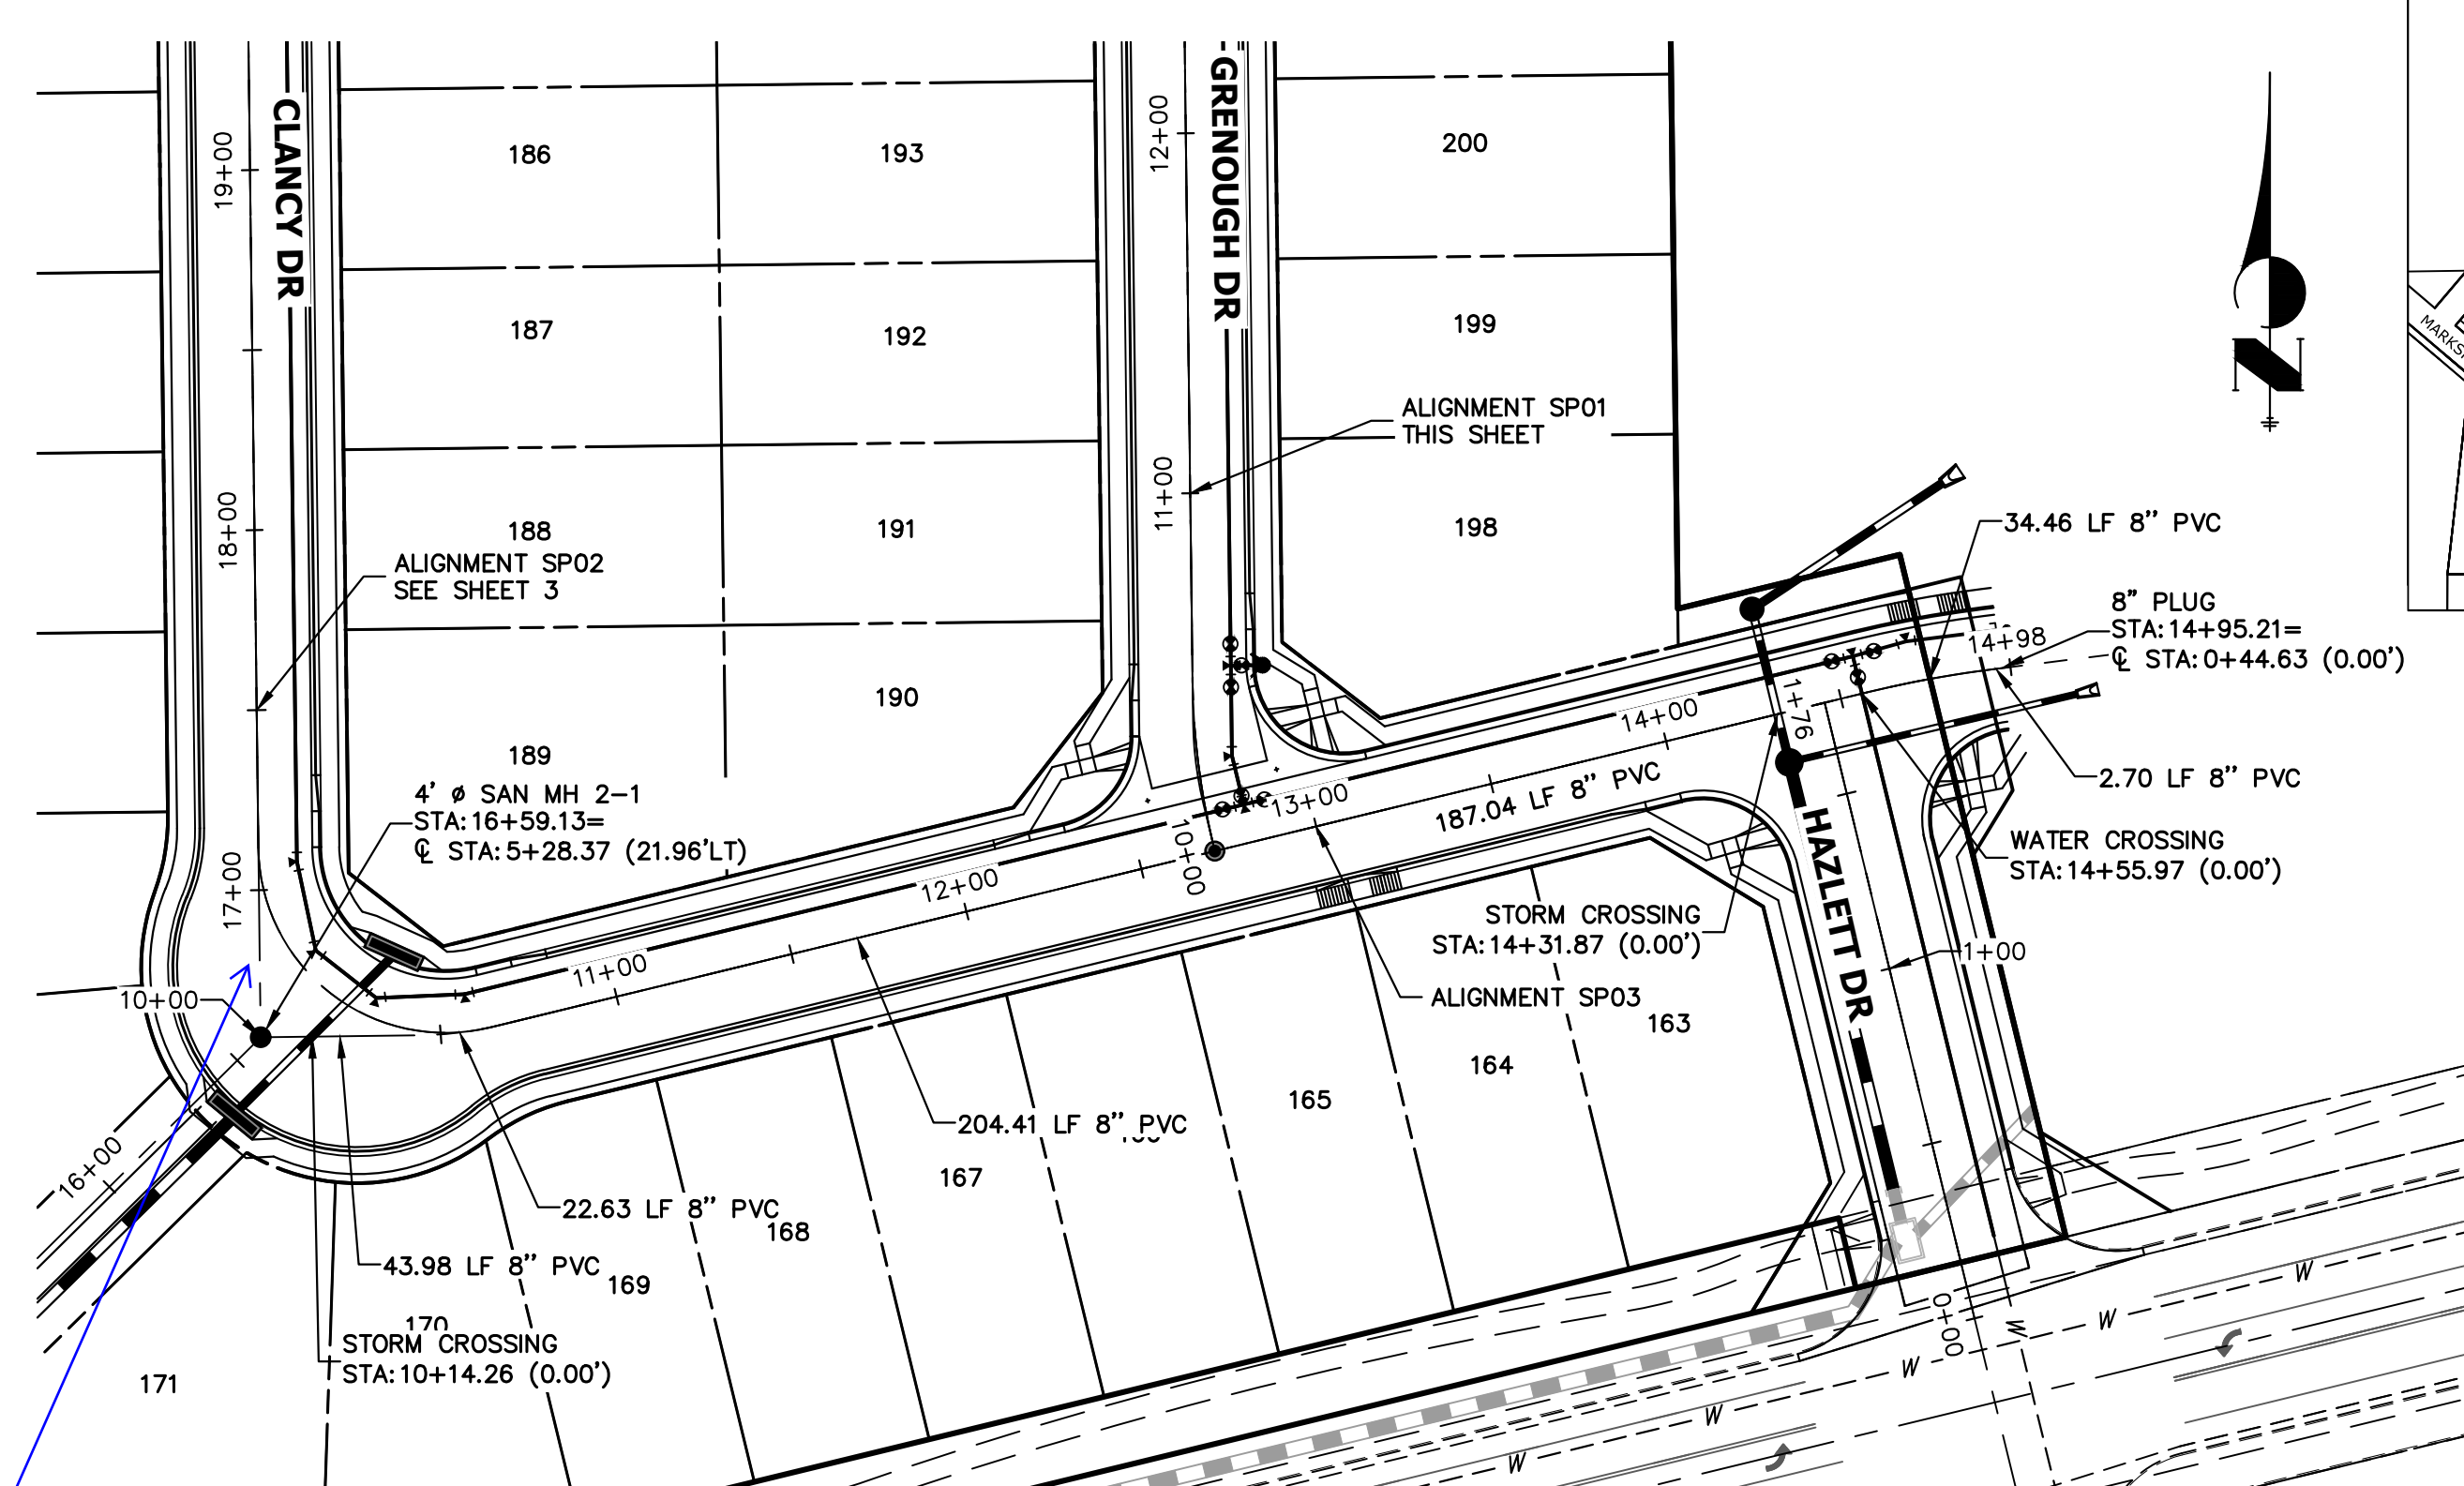 CLANCY DR
GRENOUGH DR
HAZLETT DR
19+00
18+00
17+00
16+00
12+00
11+00
10+00
10+00
11+00
12+00
13+00
14+00
14+98
1+76
1+00
0+00
186
193
200
187
192
199
188
191
198
189
190
163
164
165
167
168
169
170
171
ALIGNMENT SP01
THIS SHEET
ALIGNMENT SP02
SEE SHEET 3
4' ø SAN MH 2-1
STA:16+59.13=
℄ STA:5+28.37 (21.96'LT)
34.46 LF 8" PVC
8" PLUG
STA:14+95.21=
℄ STA:0+44.63 (0.00')
2.70 LF 8" PVC
WATER CROSSING
STA:14+55.97 (0.00')
187.04 LF 8" PVC
STORM CROSSING
STA:14+31.87 (0.00')
ALIGNMENT SP03
204.41 LF 8" PVC
22.63 LF 8" PVC
43.98 LF 8" PVC
STORM CROSSING
STA:10+14.26 (0.00')
N
W
W
W
W
W
W